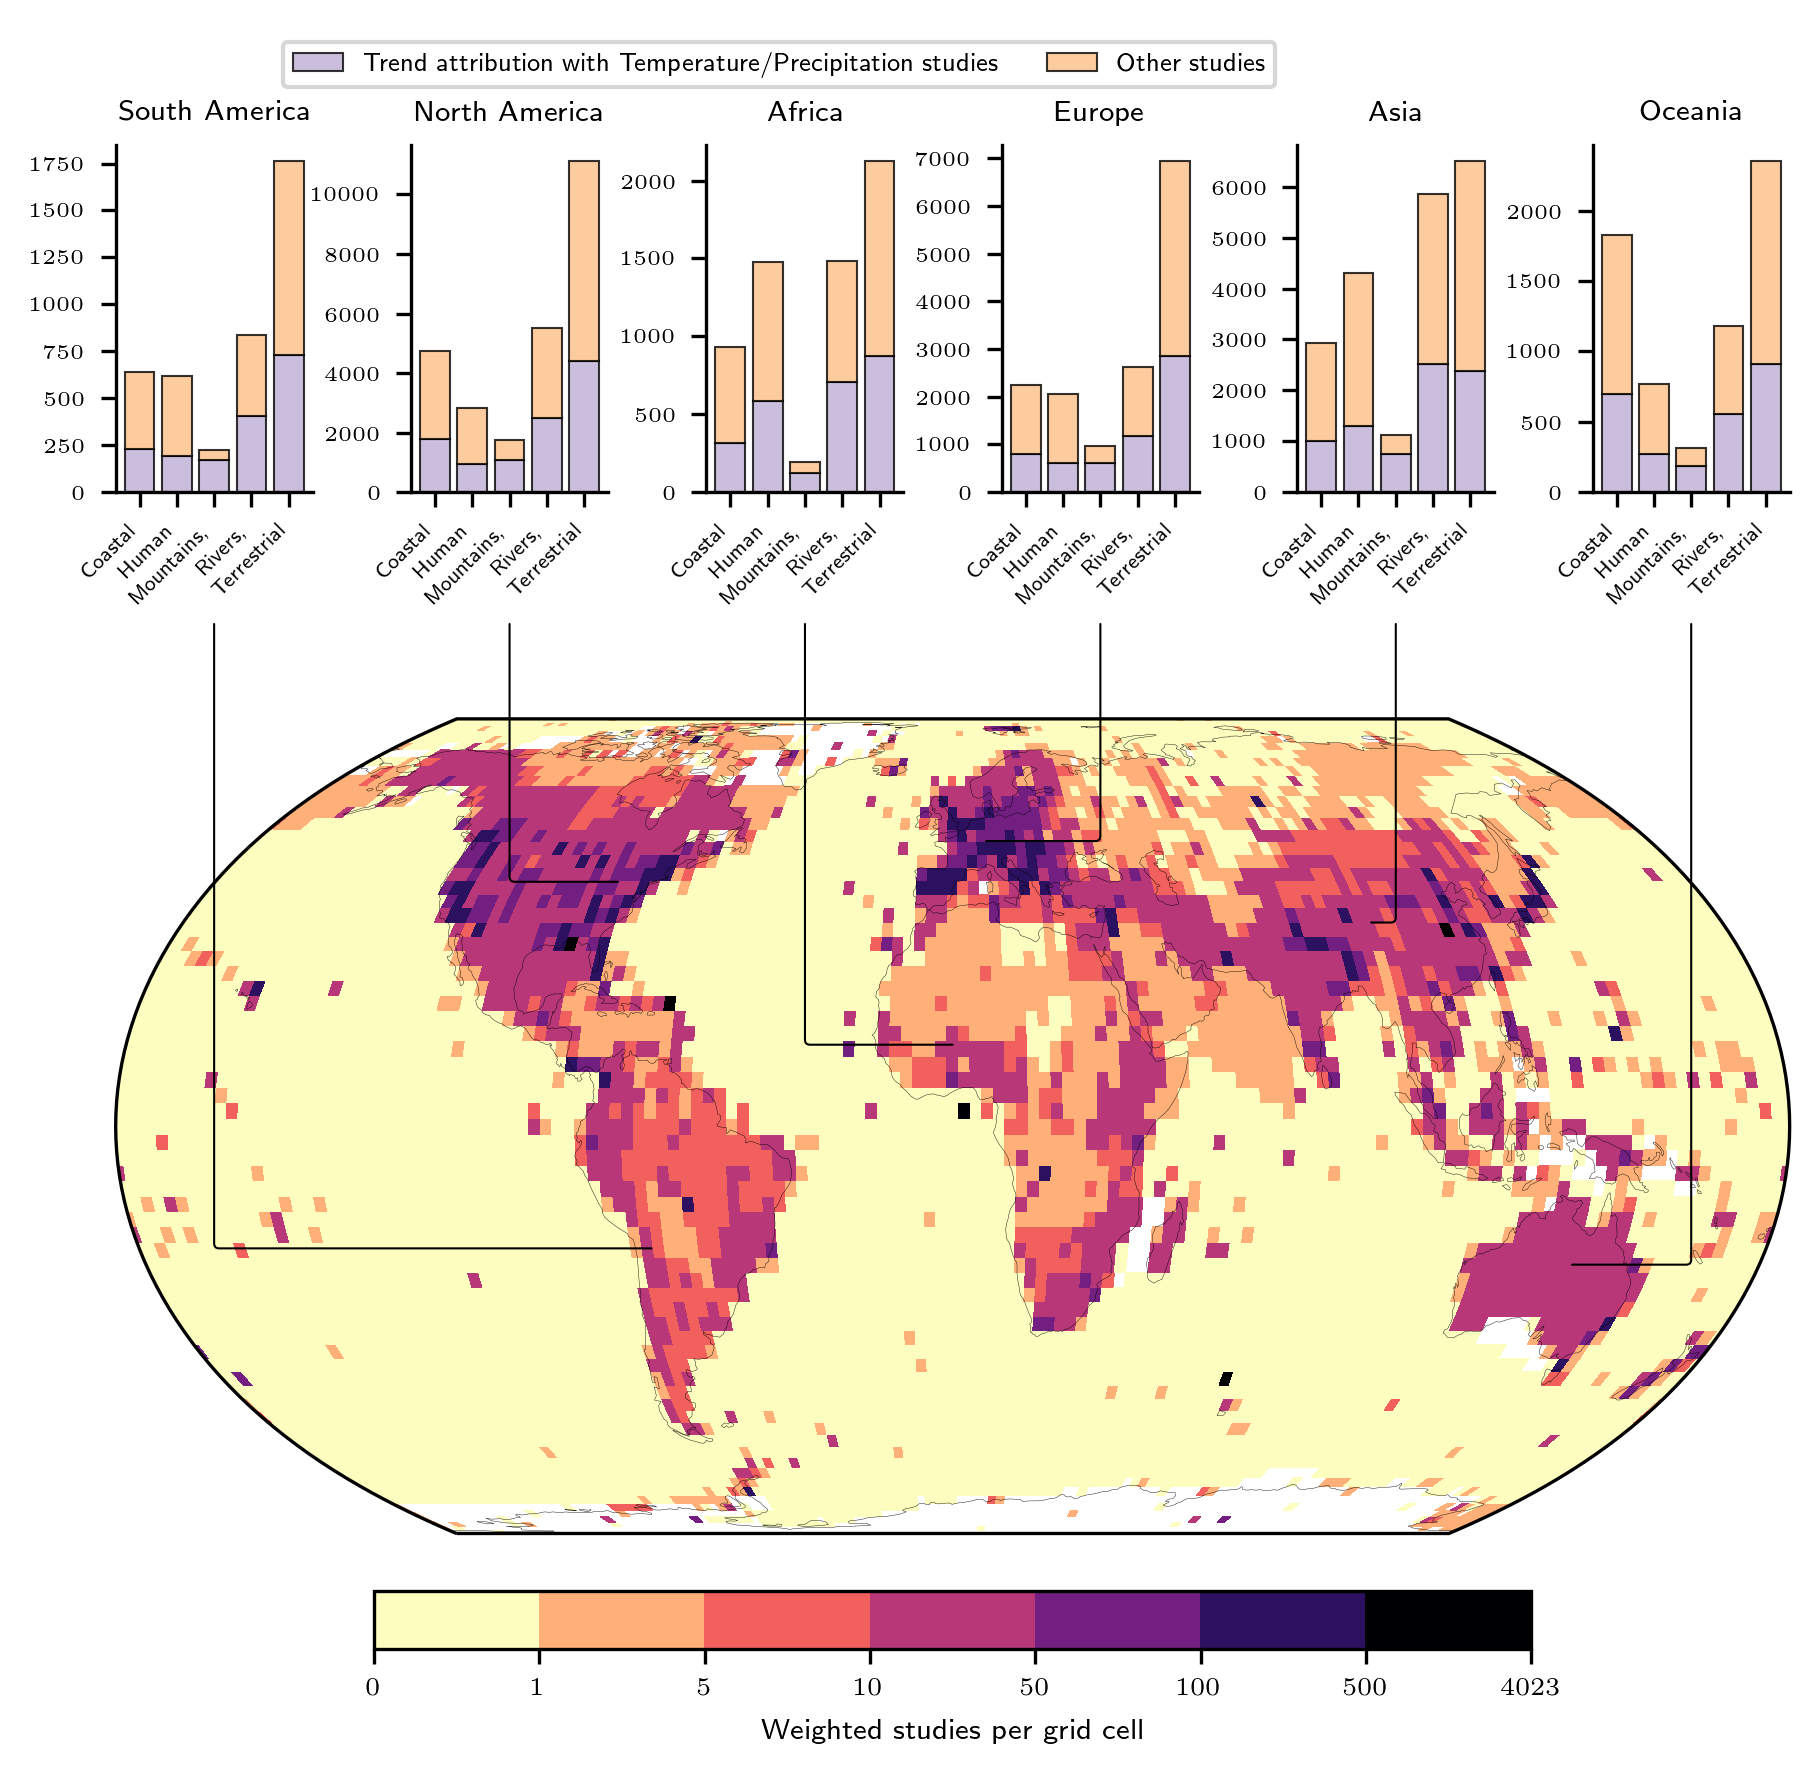 Trend attribution with Temperature/Precipitation studies Other studies
South America North America Africa Europe Asia Oceania
1750
1500
1250
1000
750
500
250
0
10000
8000
6000
4000
2000
0
2000
1500
1000
500
0
7000
6000
5000
4000
3000
2000
1000
0
6000
5000
4000
3000
2000
1000
0
2000
1500
1000
500
0
Coastal
Human
Mountains,
Rivers,
Terrestrial
Coastal
Human
Mountains,
Rivers,
Terrestrial
Coastal
Human
Mountains,
Rivers,
Terrestrial
Coastal
Human
Mountains,
Rivers,
Terrestrial
Coastal
Human
Mountains,
Rivers,
Terrestrial
Coastal
Human
Mountains,
Rivers,
Terrestrial
0 1 5 10 50 100 500 4023
Weighted studies per grid cell